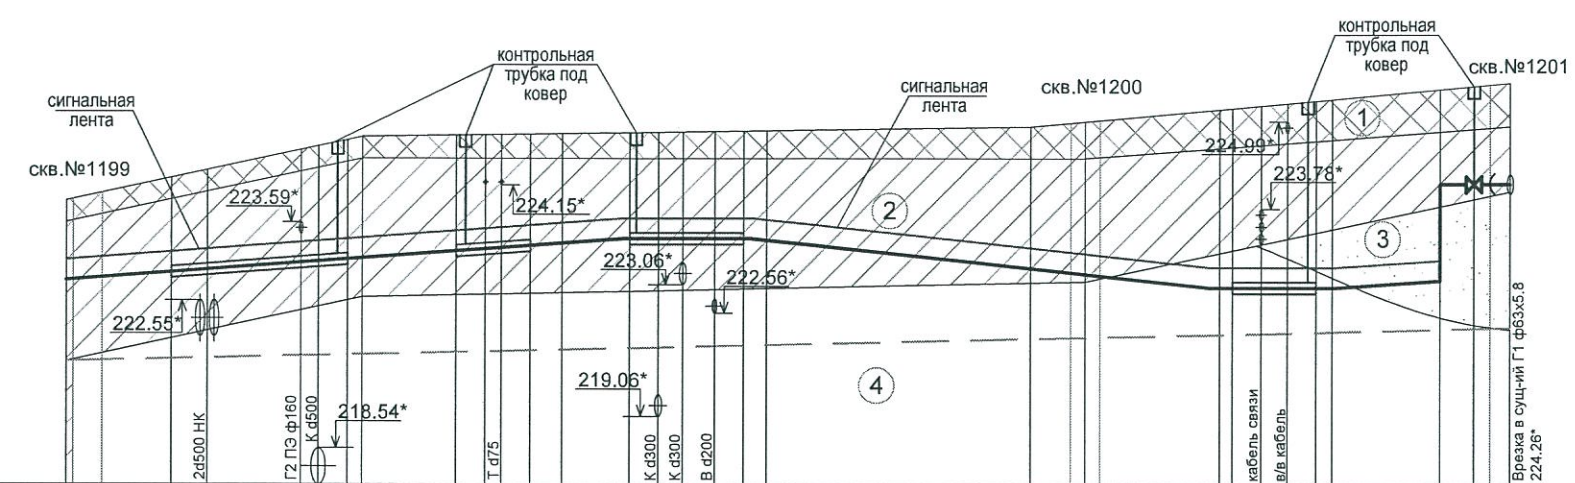 контрольная
трубка под
ковер
скв.№1201
контрольная
трубка под
ковер
сигнальная
лента
скв.№1200
сигнальная
лента
1
224.99*
скв.№1199
223.59*
224.15*
223.78*
2
3
223.06*
222.56*
222.55*
219.06*
4
218.54*
2d500 НК
Г2 ПЭ ф160
К d500
Т d75
К d300
К d300
В d200
кабель связи
в/в кабель
Врезка в сущ-ий Г1 ф63х5.8
224.26*